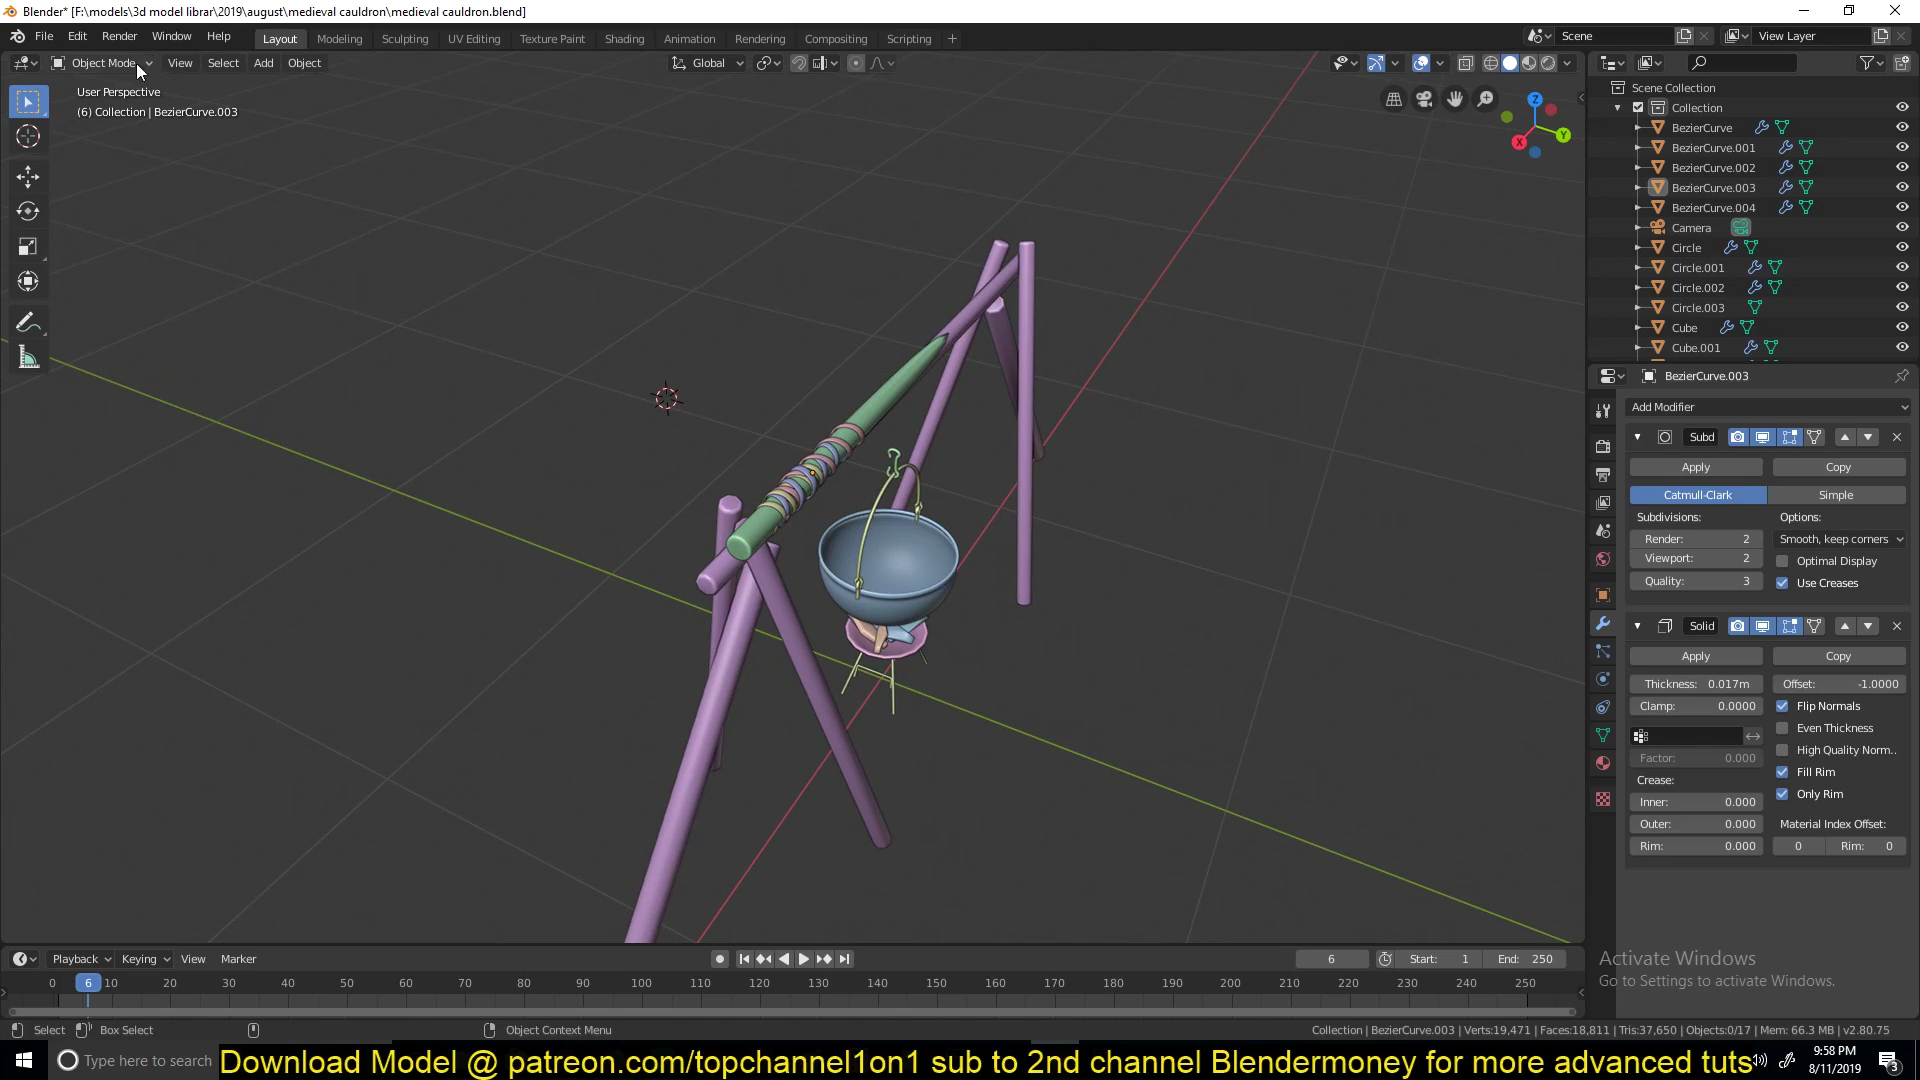 Blender* [F:\models\3d model librar\2019\august\medieval cauldron\medieval cauldron.blend]
File Edit Render Window Help Layout Modeling Sculpting UV Editing Texture Paint Shading Animation Rendering Compositing Scripting Scene View Layer
Object Mode View Select Add Object Global
User Perspective
(6) Collection | BezierCurve.003
Z
Y
X
Scene Collection
Collection
BezierCurve
BezierCurve.001
BezierCurve.002
BezierCurve.003
BezierCurve.004
Camera
Circle
Circle.001
Circle.002
Circle.003
Cube
Cube.001
BezierCurve.003
Add Modifier
Subd
Apply Copy
Catmull-Clark Simple
Subdivisions: Options:
Render: 2 Smooth, keep corners
Viewport: 2 Optimal Display
Quality: 3 Use Creases
Solid
Apply Copy
Thickness: 0.017m Offset: -1.0000
Clamp: 0.0000 Flip Normals
Even Thickness
Factor: 0.000 High Quality Norm..
Crease: Fill Rim
Inner: 0.000 Only Rim
Outer: 0.000 Material Index Offset:
Rim: 0.000 0 Rim: 0
Activate Windows
Go to Settings to activate Windows.
Playback Keying View Marker 6 Start: 1 End: 250
0 6 10 20 30 40 50 60 70 80 90 100 110 120 130 140 150 160 170 180 190 200 210 220 230 240 250
Select Box Select Object Context Menu Collection | BezierCurve.003 | Verts:19,471 | Faces:18,811 | Tris:37,650 | Objects:0/17 | Mem: 66.3 MB | v2.80.75
Type here to search
Download Model @ patreon.com/topchannel1on1 sub to 2nd channel Blendermoney for more advanced tuts
9:58 PM
8/11/2019
3